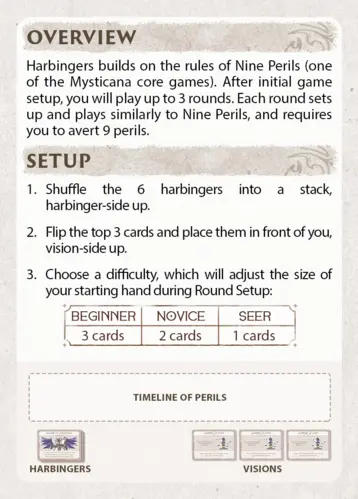 OVERVIEW
Harbingers builds on the rules of Nine Perils (one
of the Mysticana core games). After initial game
setup, you will play up to 3 rounds. Each round sets
up and plays similarly to Nine Perils, and requires
you to avert 9 perils.
SETUP
1. Shuffle the 6 harbingers into a stack,
harbinger-side up.
2. Flip the top 3 cards and place them in front of you,
vision-side up.
3. Choose a difficulty, which will adjust the size of
your starting hand during Round Setup:
BEGINNER NOVICE SEER
3 cards 2 cards 1 cards
TIMELINE OF PERILS
HARBINGERS VISIONS